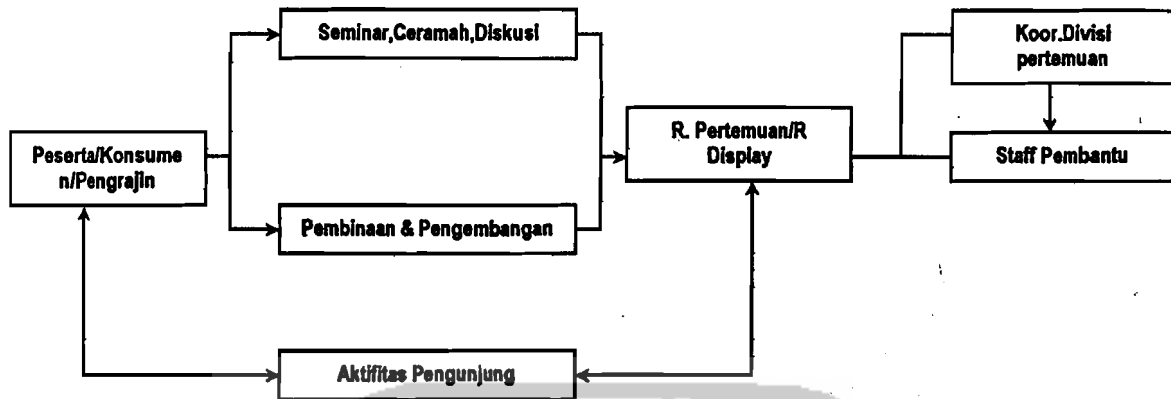 Seminar,Ceramah,Diskusi
Koor.Divisi
pertemuan
Peserta/Konsume
n/Pengrajin
R. Pertemuan/R
Display
Staff Pembantu
Pembinaan & Pengembangan
Aktifitas Pengunjung